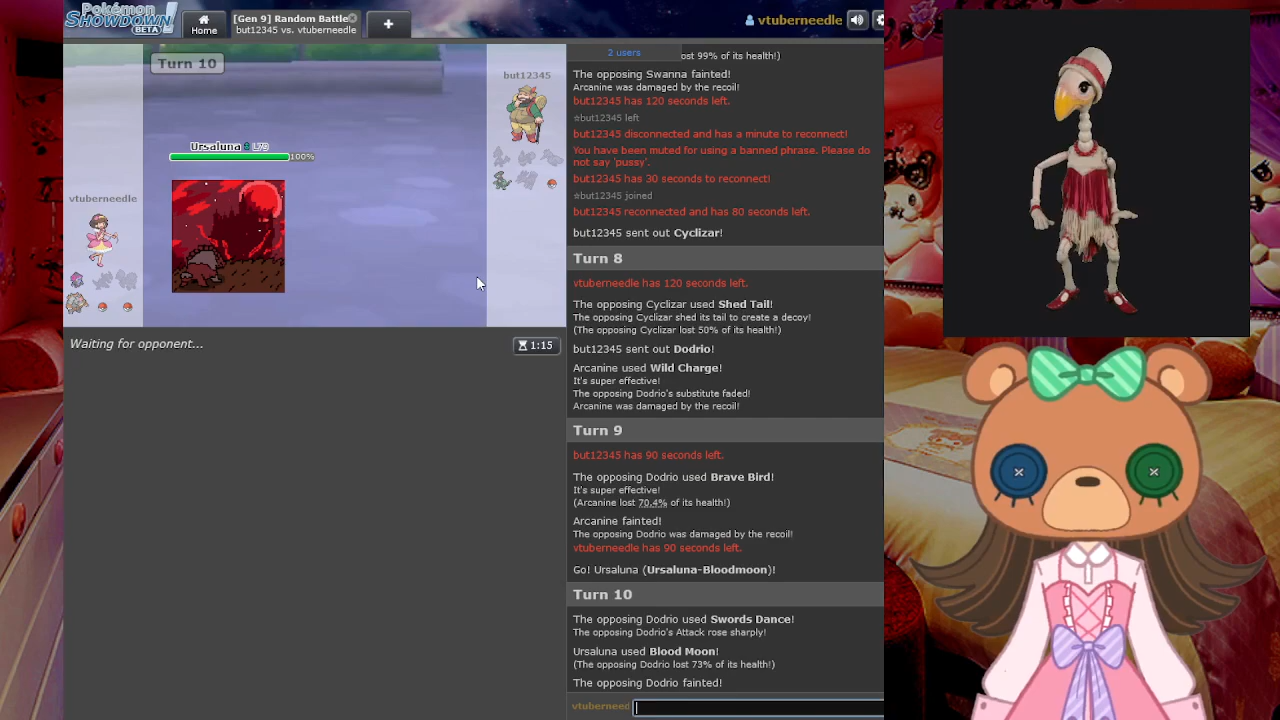 Pokémon
SHOWDOWN!
BETA
Home
[Gen 9] Random Battle
but12345 vs. vtuberneedle
+
vtuberneedle
Turn 10
but12345
Ursaluna L79
100%
vtuberneedle
Waiting for opponent...
1:15
2 users
ost 99% of its health!)
The opposing Swanna fainted!
Arcanine was damaged by the recoil!
but12345 has 120 seconds left.
☆but12345 left
but12345 disconnected and has a minute to reconnect!
You have been muted for using a banned phrase. Please do
not say 'pussy'.
but12345 has 30 seconds to reconnect!
☆but12345 joined
but12345 reconnected and has 80 seconds left.
but12345 sent out Cyclizar!
Turn 8
vtuberneedle has 120 seconds left.
The opposing Cyclizar used Shed Tail!
The opposing Cyclizar shed its tail to create a decoy!
(The opposing Cyclizar lost 50% of its health!)
but12345 sent out Dodrio!
Arcanine used Wild Charge!
It's super effective!
The opposing Dodrio's substitute faded!
Arcanine was damaged by the recoil!
Turn 9
but12345 has 90 seconds left.
The opposing Dodrio used Brave Bird!
It's super effective!
(Arcanine lost 70.4% of its health!)
Arcanine fainted!
The opposing Dodrio was damaged by the recoil!
vtuberneedle has 90 seconds left.
Go! Ursaluna (Ursaluna-Bloodmoon)!
Turn 10
The opposing Dodrio used Swords Dance!
The opposing Dodrio's Attack rose sharply!
Ursaluna used Blood Moon!
(The opposing Dodrio lost 73% of its health!)
The opposing Dodrio fainted!
vtuberneed